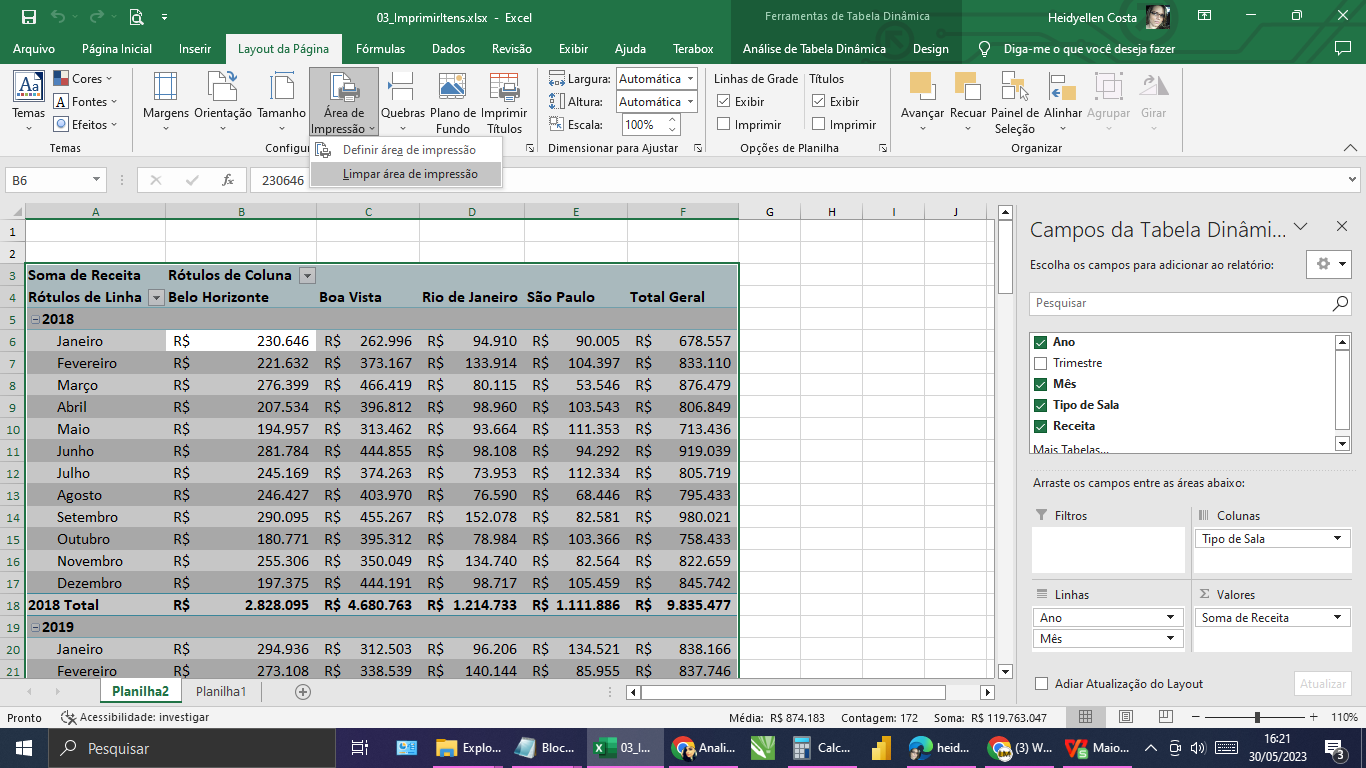 03_ImprimirItens.xlsx - Excel
Ferramentas de Tabela Dinâmica
Heidyellen Costa
Arquivo Página Inicial Inserir Layout da Página Fórmulas Dados Revisão Exibir Ajuda Terabox Análise de Tabela Dinâmica Design Diga-me o que você deseja fazer
Temas
Cores
Fontes
Efeitos
Temas
Margens Orientação Tamanho Área de Impressão Quebras Plano de Fundo Imprimir Títulos
Configur
Definir área de impressão
Limpar área de impressão
Largura: Automática
Altura: Automática
Escala: 100%
Dimensionar para Ajustar
Linhas de Grade Títulos
Exibir Exibir
Imprimir Imprimir
Opções de Planilha
Avançar Recuar Painel de Seleção Alinhar Agrupar Girar
Organizar
B6 fx 230646
A B C D E F G H I J
1
2
3 Soma de Receita Rótulos de Coluna
4 Rótulos de Linha Belo Horizonte Boa Vista Rio de Janeiro São Paulo Total Geral
5 2018
6 Janeiro R$ 230.646 R$ 262.996 R$ 94.910 R$ 90.005 R$ 678.557
7 Fevereiro R$ 221.632 R$ 373.167 R$ 133.914 R$ 104.397 R$ 833.110
8 Março R$ 276.399 R$ 466.419 R$ 80.115 R$ 53.546 R$ 876.479
9 Abril R$ 207.534 R$ 396.812 R$ 98.960 R$ 103.543 R$ 806.849
10 Maio R$ 194.957 R$ 313.462 R$ 93.664 R$ 111.353 R$ 713.436
11 Junho R$ 281.784 R$ 444.855 R$ 98.108 R$ 94.292 R$ 919.039
12 Julho R$ 245.169 R$ 374.263 R$ 73.953 R$ 112.334 R$ 805.719
13 Agosto R$ 246.427 R$ 403.970 R$ 76.590 R$ 68.446 R$ 795.433
14 Setembro R$ 290.095 R$ 455.267 R$ 152.078 R$ 82.581 R$ 980.021
15 Outubro R$ 180.771 R$ 395.312 R$ 78.984 R$ 103.366 R$ 758.433
16 Novembro R$ 255.306 R$ 350.049 R$ 134.740 R$ 82.564 R$ 822.659
17 Dezembro R$ 197.375 R$ 444.191 R$ 98.717 R$ 105.459 R$ 845.742
18 2018 Total R$ 2.828.095 R$ 4.680.763 R$ 1.214.733 R$ 1.111.886 R$ 9.835.477
19 2019
20 Janeiro R$ 294.936 R$ 312.503 R$ 96.206 R$ 134.521 R$ 838.166
21 Fevereiro R$ 273.108 R$ 338.539 R$ 140.144 R$ 85.955 R$ 837.746
Planilha2 Planilha1
Campos da Tabela Dinâmi...
Escolha os campos para adicionar ao relatório:
Pesquisar
Ano
Trimestre
Mês
Tipo de Sala
Receita
Mais Tabelas...
Arraste os campos entre as áreas abaixo:
Filtros
Colunas
Tipo de Sala
Linhas
Ano
Mês
Valores
Soma de Receita
Adiar Atualização do Layout
Atualizar
Pronto Acessibilidade: investigar Média: R$ 874.183 Contagem: 172 Soma: R$ 119.763.047 110%
Pesquisar Explo... Bloc... 03_I... Anali... Calc... heid... (3) W... Maio...
16:21
30/05/2023
3